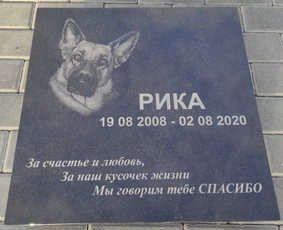 РИКА
19 08 2008 - 02 08 2020
За счастье и любовь,
За наш кусочек жизни
Мы говорим тебе СПАСИБО